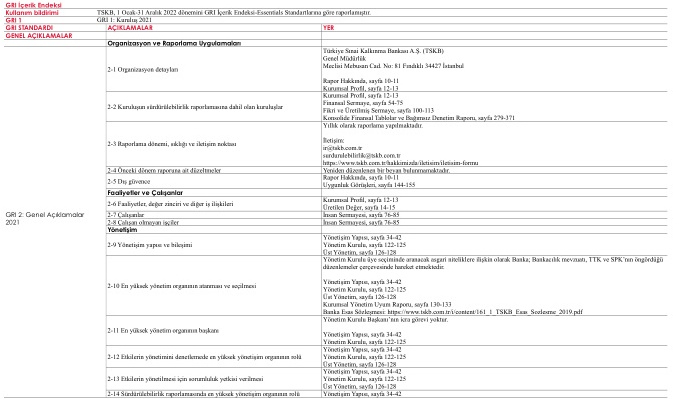 GRI İçerik Endeksi
Kullanım bildirimi TSKB, 1 Ocak-31 Aralık 2022 dönemini GRI İçerik Endeksi-Essentials Standartlarına göre raporlamıştır.
GRI 1 GRI 1: Kuruluş 2021
GRI STANDARDI AÇIKLAMALAR YER
GENEL AÇIKLAMALAR
Organizasyon ve Raporlama Uygulamaları
GRI 2: Genel Açıklamalar
2021
2-1 Organizasyon detayları
Türkiye Sınai Kalkınma Bankası A.Ş. (TSKB)
Genel Müdürlük
Meclisi Mebusan Cad. No: 81 Fındıklı 34427 İstanbul
Rapor Hakkında, sayfa 10-11
Kurumsal Profil, sayfa 12-13
2-2 Kuruluşun sürdürülebilirlik raporlamasına dahil olan kuruluşlar
Kurumsal Profil, sayfa 12-13
Finansal Sermaye, sayfa 54-75
Fikri ve Üretilmiş Sermaye, sayfa 100-113
Konsolide Finansal Tablolar ve Bağımsız Denetim Raporu, sayfa 279-371
2-3 Raporlama dönemi, sıklığı ve iletişim noktası
Yıllık olarak raporlama yapılmaktadır.
İletişim:
ir@tskb.com.tr
surdurulebilirlik@tskb.com.tr
https://www.tskb.com.tr/hakkimizda/iletisim/iletisim-formu
2-4 Önceki dönem raporuna ait düzeltmeler Yeniden düzenlenen bir beyan bulunmamaktadır.
2-5 Dış güvence
Rapor Hakkında, sayfa 10-11
Uygunluk Görüşleri, sayfa 144-155
Faaliyetler ve Çalışanlar
2-6 Faaliyetler, değer zinciri ve diğer iş ilişkileri
Kurumsal Profil, sayfa 12-13
Üretilen Değer, sayfa 14-15
2-7 Çalışanlar İnsan Sermayesi, sayfa 76-85
2-8 Çalışan olmayan işçiler İnsan Sermayesi, sayfa 76-85
Yönetişim
2-9 Yönetişim yapısı ve bileşimi
Yönetişim Yapısı, sayfa 34-42
Yönetim Kurulu, sayfa 122-125
Üst Yönetim, sayfa 126-128
2-10 En yüksek yönetim organının atanması ve seçilmesi
Yönetim Kurulu üye seçiminde aranacak asgari niteliklere ilişkin olarak Banka; Bankacılık mevzuatı, TTK ve SPK'nın öngördüğü
düzenlemeler çerçevesinde hareket etmektedir.
Yönetişim Yapısı, sayfa 34-42
Yönetim Kurulu, sayfa 122-125
Üst Yönetim, sayfa 126-128
Kurumsal Yönetim Uyum Raporu, sayfa 130-133
Banka Esas Sözleşmesi: https://www.tskb.com.tr/i/content/161_1_TSKB_Esas_Sozlesme_2019.pdf
2-11 En yüksek yönetim organının başkanı
Yönetim Kurulu Başkanı'nın icra görevi yoktur.
Yönetişim Yapısı, sayfa 34-42
Yönetim Kurulu, sayfa 122-125
2-12 Etkilerin yönetimini denetlemede en yüksek yönetişim organının rolü
Yönetişim Yapısı, sayfa 34-42
Yönetim Kurulu, sayfa 122-125
Üst Yönetim, sayfa 126-128
2-13 Etkilerin yönetilmesi için sorumluluk yetkisi verilmesi
Yönetişim Yapısı, sayfa 34-42
Yönetim Kurulu, sayfa 122-125
Üst Yönetim, sayfa 126-128
2-14 Sürdürülebilirlik raporlamasında en yüksek yönetişim organının rolü Yönetişim Yapısı, sayfa 34-42